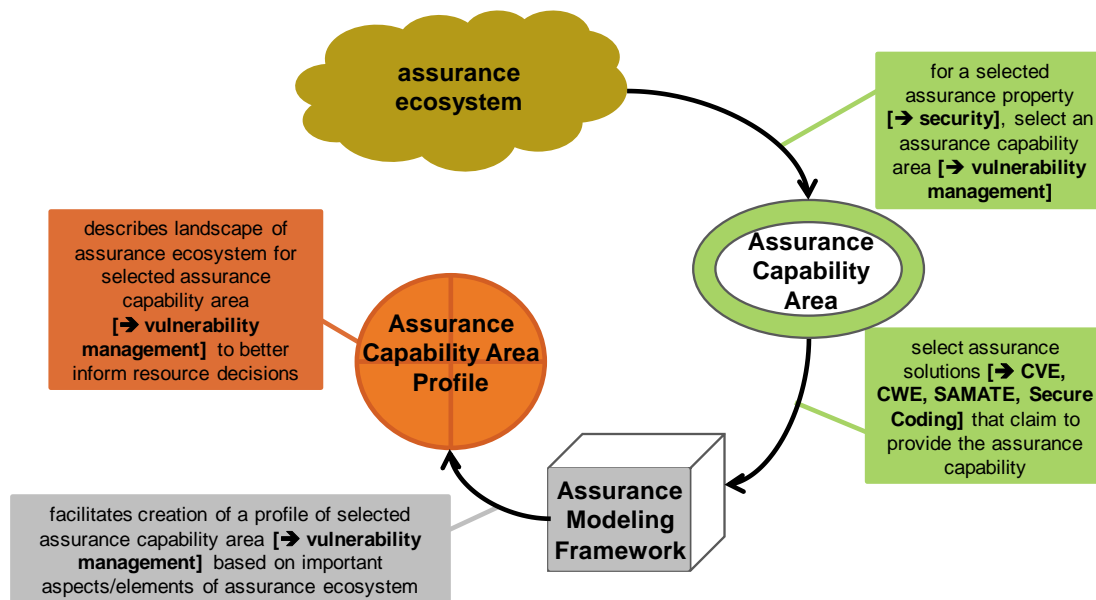 assurance
ecosystem
for a selected
assurance property
[➔ security], select an
assurance capability
area [➔ vulnerability
management]
Assurance
Capability
Area
select assurance
solutions [➔ CVE,
CWE, SAMATE, Secure
Coding] that claim to
provide the assurance
capability
Assurance
Modeling
Framework
facilitates creation of a profile of selected
assurance capability area [➔ vulnerability
management] based on important
aspects/elements of assurance ecosystem
Assurance
Capability Area
Profile
describes landscape of
assurance ecosystem for
selected assurance
capability area
[➔ vulnerability
management] to better
inform resource decisions